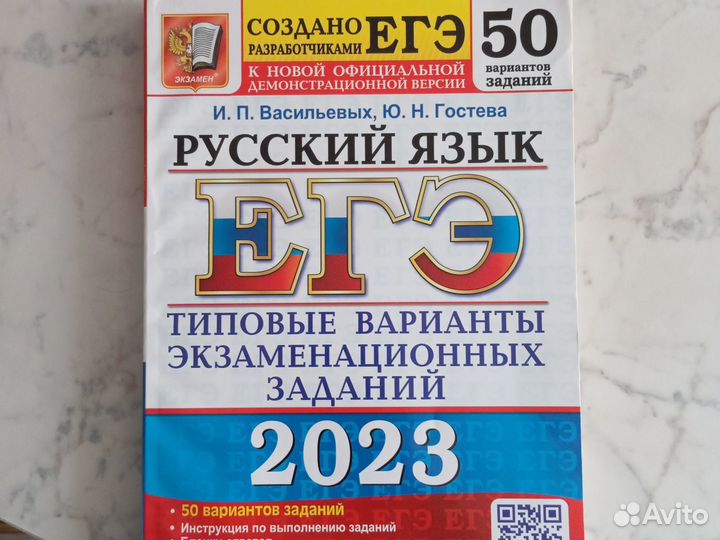 СОЗДАНО
РАЗРАБОТЧИКАМИ ЕГЭ
К НОВОЙ ОФИЦИАЛЬНОЙ
ДЕМОНСТРАЦИОННОЙ ВЕРСИИ
50
вариантов
заданий
ЭКЗАМЕН
И. П. Васильевых, Ю. Н. Гостева
РУССКИЙ ЯЗЫК
ЕГЭ
ТИПОВЫЕ ВАРИАНТЫ
ЭКЗАМЕНАЦИОННЫХ
ЗАДАНИЙ
2023
• 50 вариантов заданий
• Инструкция по выполнению заданий
Avito